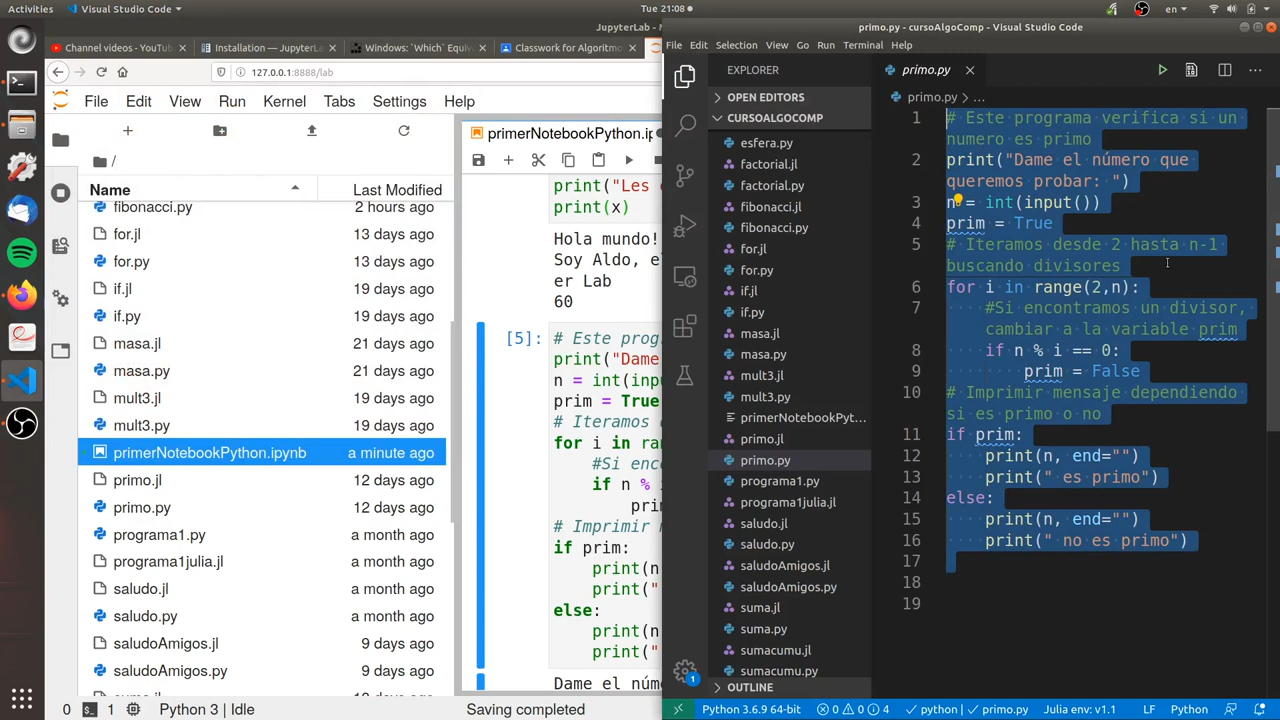 Activities
Visual Studio Code
Tue 21:08
en
JupyterLab - M
primo.py - cursoAlgoComp - Visual Studio Code
Channel videos - YouTub
Installation — JupyterLab
Windows: `Which` Equiv
Classwork for Algoritmo
127.0.0.1:8888/lab
File Edit View Run Kernel Tabs Settings Help
/
Name Last Modified
fibonacci.py 2 hours ago
for.jl 13 days ago
for.py 13 days ago
if.jl 19 days ago
if.py 19 days ago
masa.jl 21 days ago
masa.py 21 days ago
mult3.jl a month ago
mult3.py a month ago
primerNotebookPython.ipynb a minute ago
primo.jl 12 days ago
primo.py 12 days ago
programa1.py a month ago
programa1julia.jl a month ago
saludo.jl a month ago
saludo.py a month ago
saludoAmigos.jl 9 days ago
saludoAmigos.py 9 days ago
0 1 Python 3 | Idle Saving completed
primerNotebookPython.ip
print("Les
print(x)
Hola mundo!
Soy Aldo, e
er Lab
60
[5]: # Este prog
print("Dame
n = int(inpu
prim = True
# Iteramos
for i in ran
#Si enco
if n % i
prim
# Imprimir
if prim:
print(n
print("
else:
print(n
print("
Dame el núm
File Edit Selection View Go Run Terminal Help
EXPLORER
OPEN EDITORS
CURSOALGOCOMP
esfera.py
factorial.jl
factorial.py
fibonacci.jl
fibonacci.py
for.jl
for.py
if.jl
if.py
masa.jl
masa.py
mult3.jl
mult3.py
primerNotebookPyt...
primo.jl
primo.py
programa1.py
programa1julia.jl
saludo.jl
saludo.py
saludoAmigos.jl
saludoAmigos.py
suma.jl
suma.py
sumacumu.jl
sumacumu.py
OUTLINE
primo.py
primo.py > ...
1 # Este programa verifica si un
numero es primo
2 print("Dame el número que
queremos probar: ")
3 n = int(input())
4 prim = True
5 # Iteramos desde 2 hasta n-1
buscando divisores
6 for i in range(2,n):
7 #Si encontramos un divisor,
cambiar a la variable prim
8 if n % i == 0:
9 prim = False
10 # Imprimir mensaje dependiendo
si es primo o no
11 if prim:
12 print(n, end="")
13 print(" es primo")
14 else:
15 print(n, end="")
16 print(" no es primo")
17
18
19
1
Python 3.6.9 64-bit 0 0 4 python | primo.py Julia env: v1.1 LF Python